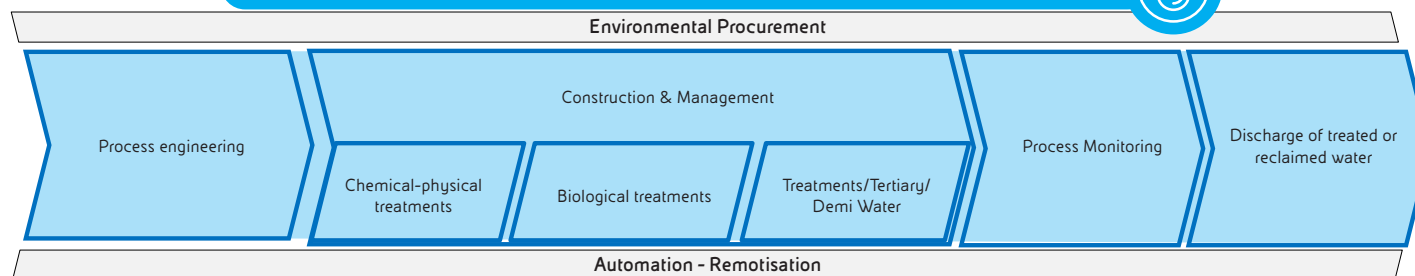 Environmental Procurement
Process engineering
Construction & Management
Chemical-physical
treatments
Biological treatments
Treatments/Tertiary/
Demi Water
Process Monitoring
Discharge of treated or
reclaimed water
Automation - Remotisation